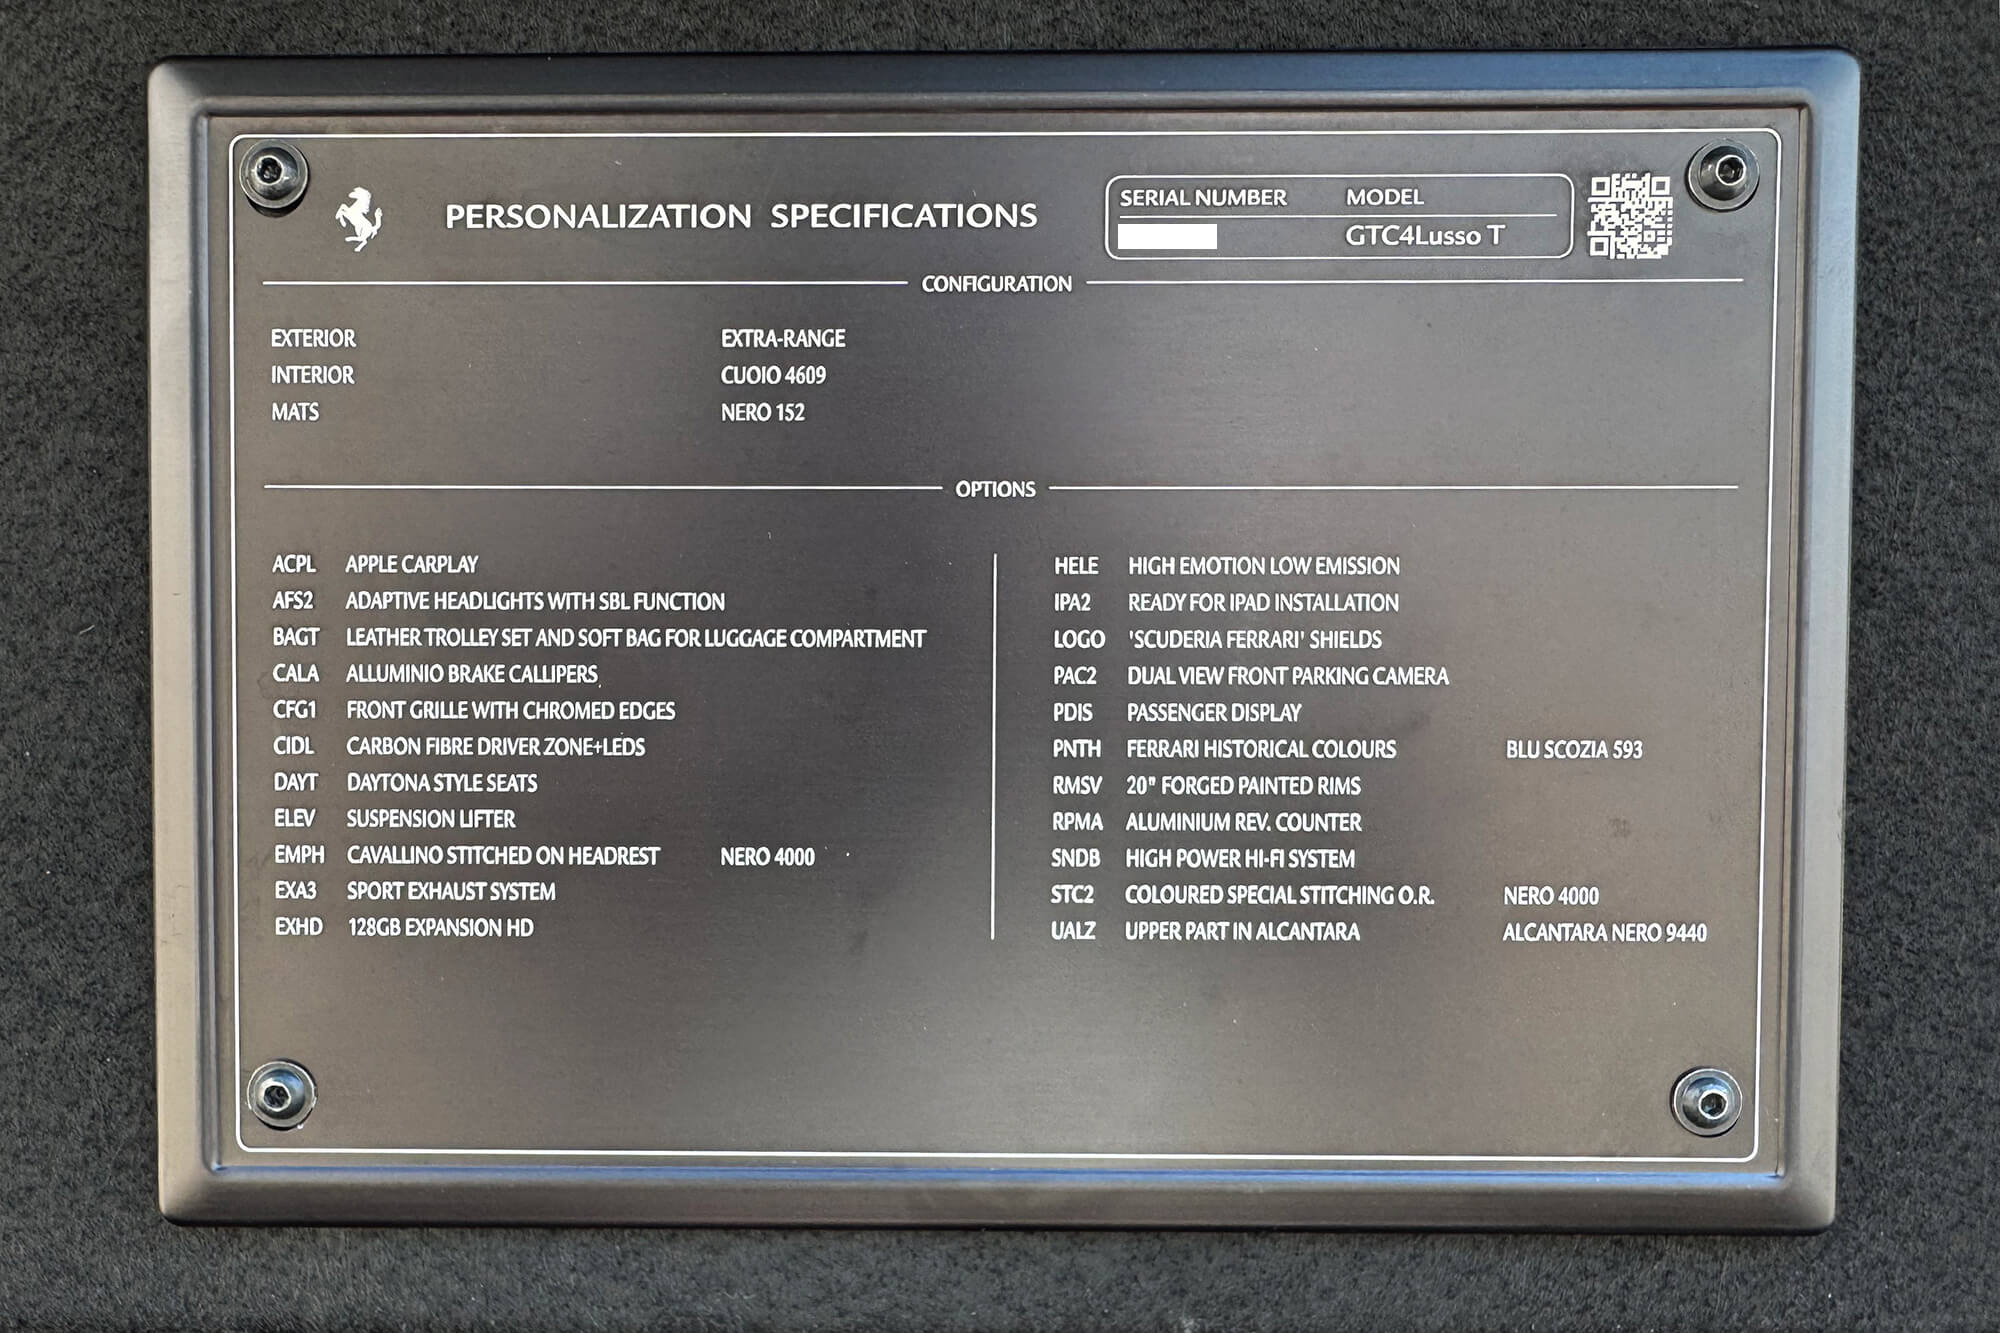 PERSONALIZATION SPECIFICATIONS
SERIAL NUMBER MODEL
GTC4Lusso T
CONFIGURATION
EXTERIOR EXTRA-RANGE
INTERIOR CUOIO 4609
MATS NERO 152
OPTIONS
ACPL APPLE CARPLAY
AFS2 ADAPTIVE HEADLIGHTS WITH SBL FUNCTION
BAGT LEATHER TROLLEY SET AND SOFT BAG FOR LUGGAGE COMPARTMENT
CALA ALLUMINIO BRAKE CALLIPERS
CFG1 FRONT GRILLE WITH CHROMED EDGES
CIDL CARBON FIBRE DRIVER ZONE+LEDS
DAYT DAYTONA STYLE SEATS
ELEV SUSPENSION LIFTER
EMPH CAVALLINO STITCHED ON HEADREST NERO 4000
EXA3 SPORT EXHAUST SYSTEM
EXHD 128GB EXPANSION HD
HELE HIGH EMOTION LOW EMISSION
IPA2 READY FOR IPAD INSTALLATION
LOGO 'SCUDERIA FERRARI' SHIELDS
PAC2 DUAL VIEW FRONT PARKING CAMERA
PDIS PASSENGER DISPLAY
PNTH FERRARI HISTORICAL COLOURS BLU SCOZIA 593
RMSV 20" FORGED PAINTED RIMS
RPMA ALUMINIUM REV. COUNTER
SNDB HIGH POWER HI-FI SYSTEM
STC2 COLOURED SPECIAL STITCHING O.R. NERO 4000
UALZ UPPER PART IN ALCANTARA ALCANTARA NERO 9440